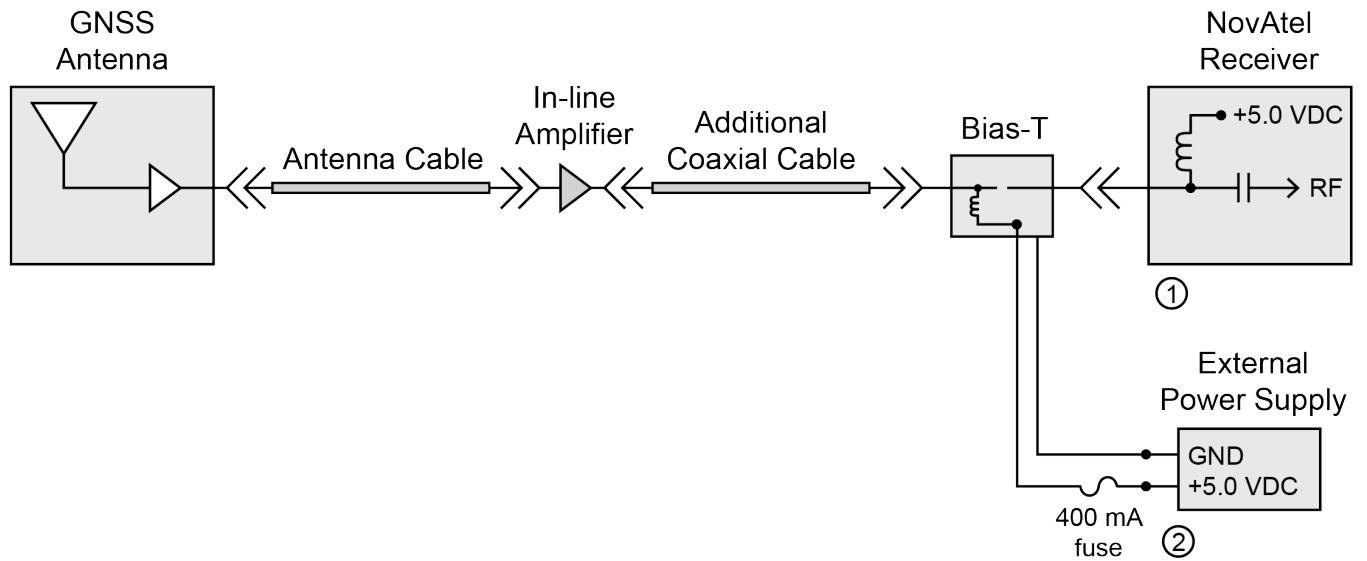 GNSS
Antenna
NovAtel
Receiver
In-line
Amplifier
Additional
Coaxial Cable
Antenna Cable
Bias-T
+5.0 VDC
RF
1
External
Power Supply
GND
+5.0 VDC
400 mA
fuse
2